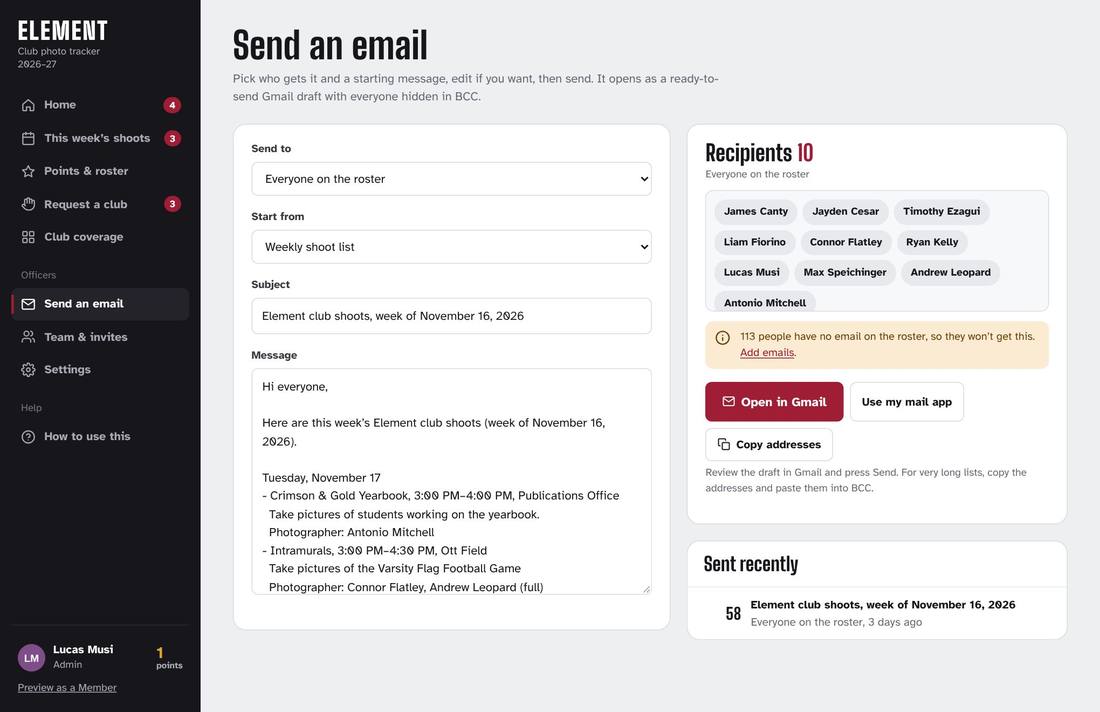 ELEMENT
Club photo tracker
2026–27
Home 4
This week's shoots 3
Points & roster
Request a club 3
Club coverage
Officers
Send an email
Team & invites
Settings
Help
How to use this
LM
Lucas Musi
Admin
1
points
Preview as a Member
Send an email
Pick who gets it and a starting message, edit if you want, then send. It opens as a ready-to-
send Gmail draft with everyone hidden in BCC.
Send to
Everyone on the roster
Start from
Weekly shoot list
Subject
Element club shoots, week of November 16, 2026
Message
Hi everyone,
Here are this week's Element club shoots (week of November 16,
2026).
Tuesday, November 17
- Crimson & Gold Yearbook, 3:00 PM–4:00 PM, Publications Office
Take pictures of students working on the yearbook.
Photographer: Antonio Mitchell
- Intramurals, 3:00 PM–4:30 PM, Ott Field
Take pictures of the Varsity Flag Football Game
Photographer: Connor Flatley, Andrew Leopard (full)
Recipients 10
Everyone on the roster
James Canty Jayden Cesar Timothy Ezagui
Liam Fiorino Connor Flatley Ryan Kelly
Lucas Musi Max Speichinger Andrew Leopard
Antonio Mitchell
113 people have no email on the roster, so they won't get this.
Add emails.
Open in Gmail Use my mail app
Copy addresses
Review the draft in Gmail and press Send. For very long lists, copy the
addresses and paste them into BCC.
Sent recently
58
Element club shoots, week of November 16, 2026
Everyone on the roster, 3 days ago